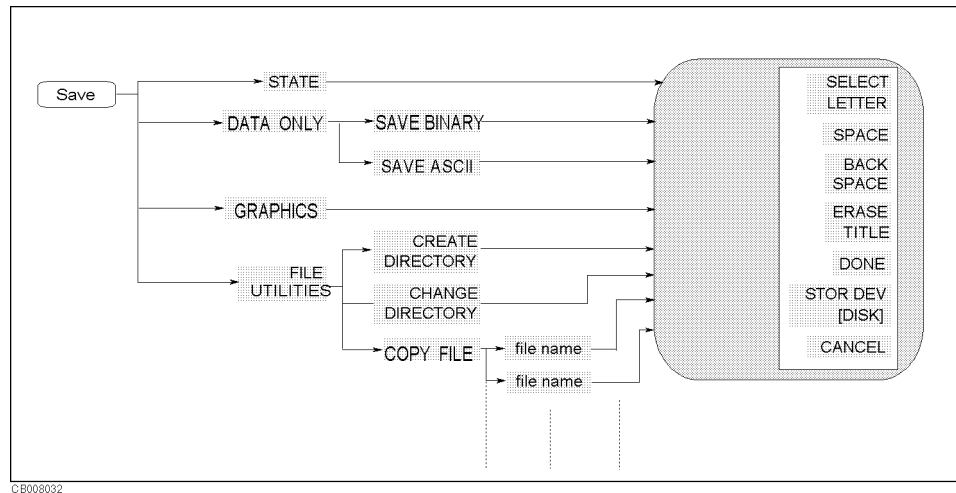 Save
STATE
DATA ONLY
SAVE BINARY
SAVE ASCII
GRAPHICS
FILE
UTILITIES
CREATE
DIRECTORY
CHANGE
DIRECTORY
COPY FILE
file name
file name
SELECT
LETTER
SPACE
BACK
SPACE
ERASE
TITLE
DONE
STOR DEV
[DISK]
CANCEL
CB008032